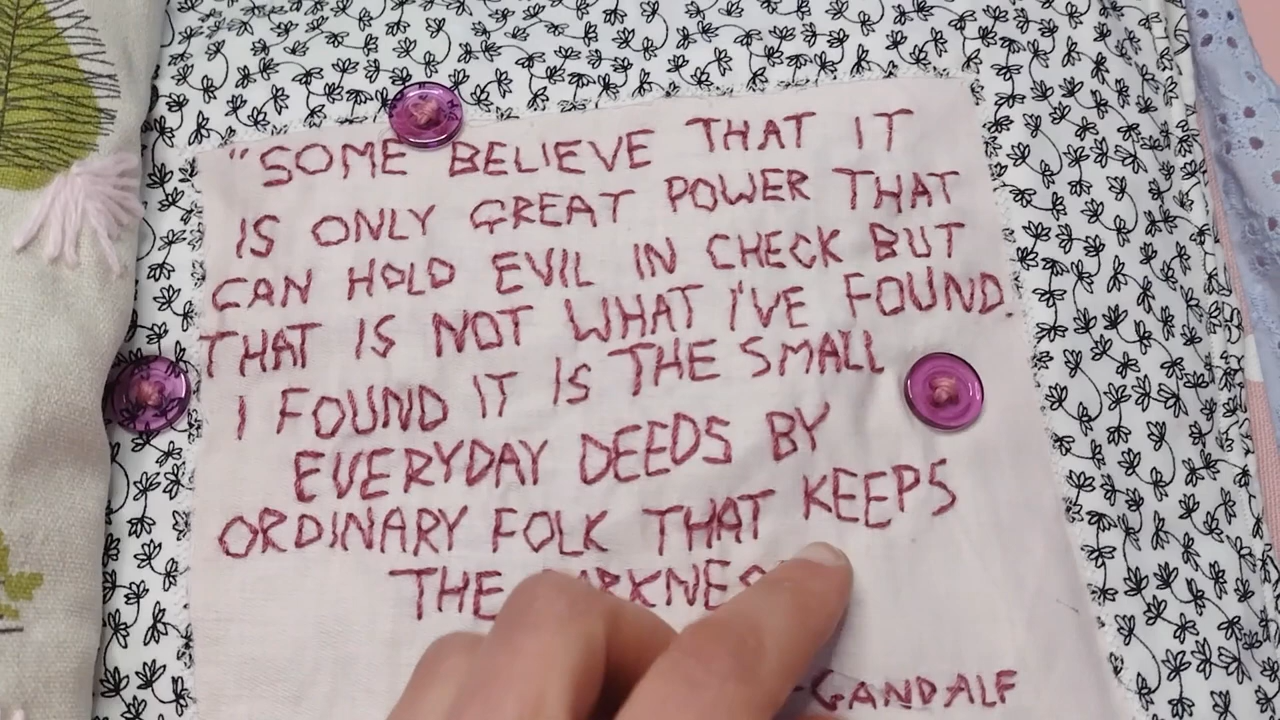 "SOME BELIEVE THAT IT
IS ONLY GREAT POWER THAT
CAN HOLD EVIL IN CHECK BUT
THAT IS NOT WHAT I'VE FOUND.
I FOUND IT IS THE SMALL
EVERYDAY DEEDS BY
ORDINARY FOLK THAT KEEPS
THE
-GANDALF